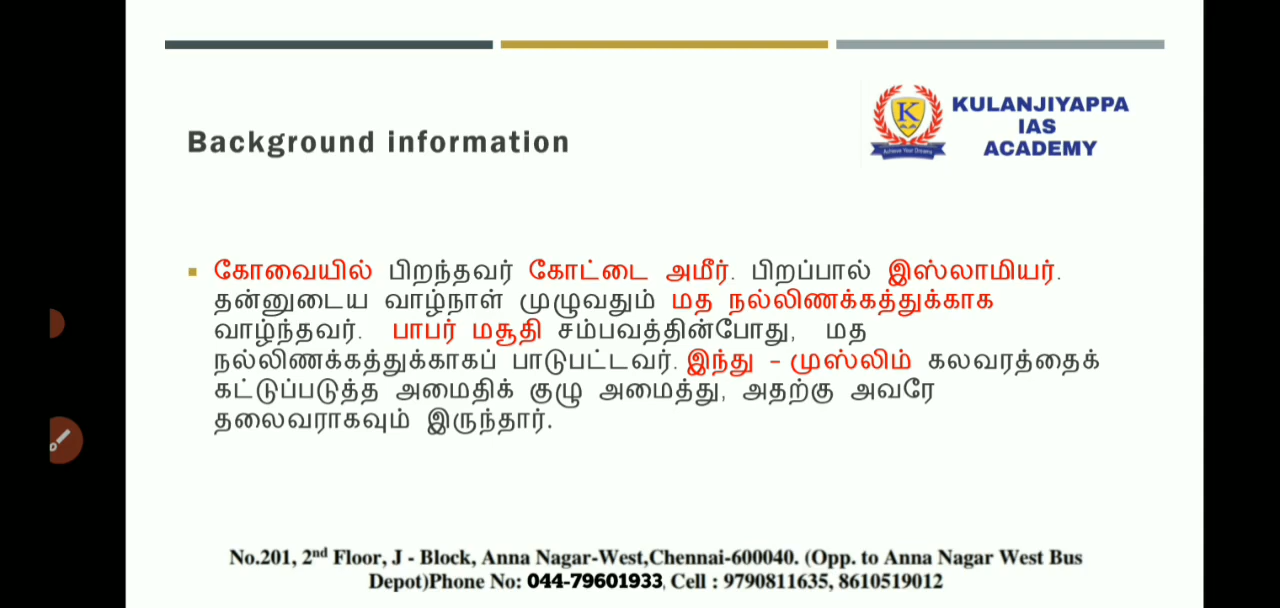 KULANJIYAPPA
IAS
ACADEMY
K
Achieve Your Dreams
Background information
கோவையில் பிறந்தவர் கோட்டை அமீர். பிறப்பால் இஸ்லாமியர்.
தன்னுடைய வாழ்நாள் முழுவதும் மத நல்லிணக்கத்துக்காக
வாழ்ந்தவர். பாபர் மசூதி சம்பவத்தின்போது, மத
நல்லிணக்கத்துக்காகப் பாடுபட்டவர். இந்து – முஸ்லிம் கலவரத்தைக்
கட்டுப்படுத்த அமைதிக் குழு அமைத்து, அதற்கு அவரே
தலைவராகவும் இருந்தார்.
No.201, 2nd Floor, J - Block, Anna Nagar-West,Chennai-600040. (Opp. to Anna Nagar West Bus
Depot)Phone No: 044-79601933, Cell : 9790811635, 8610519012